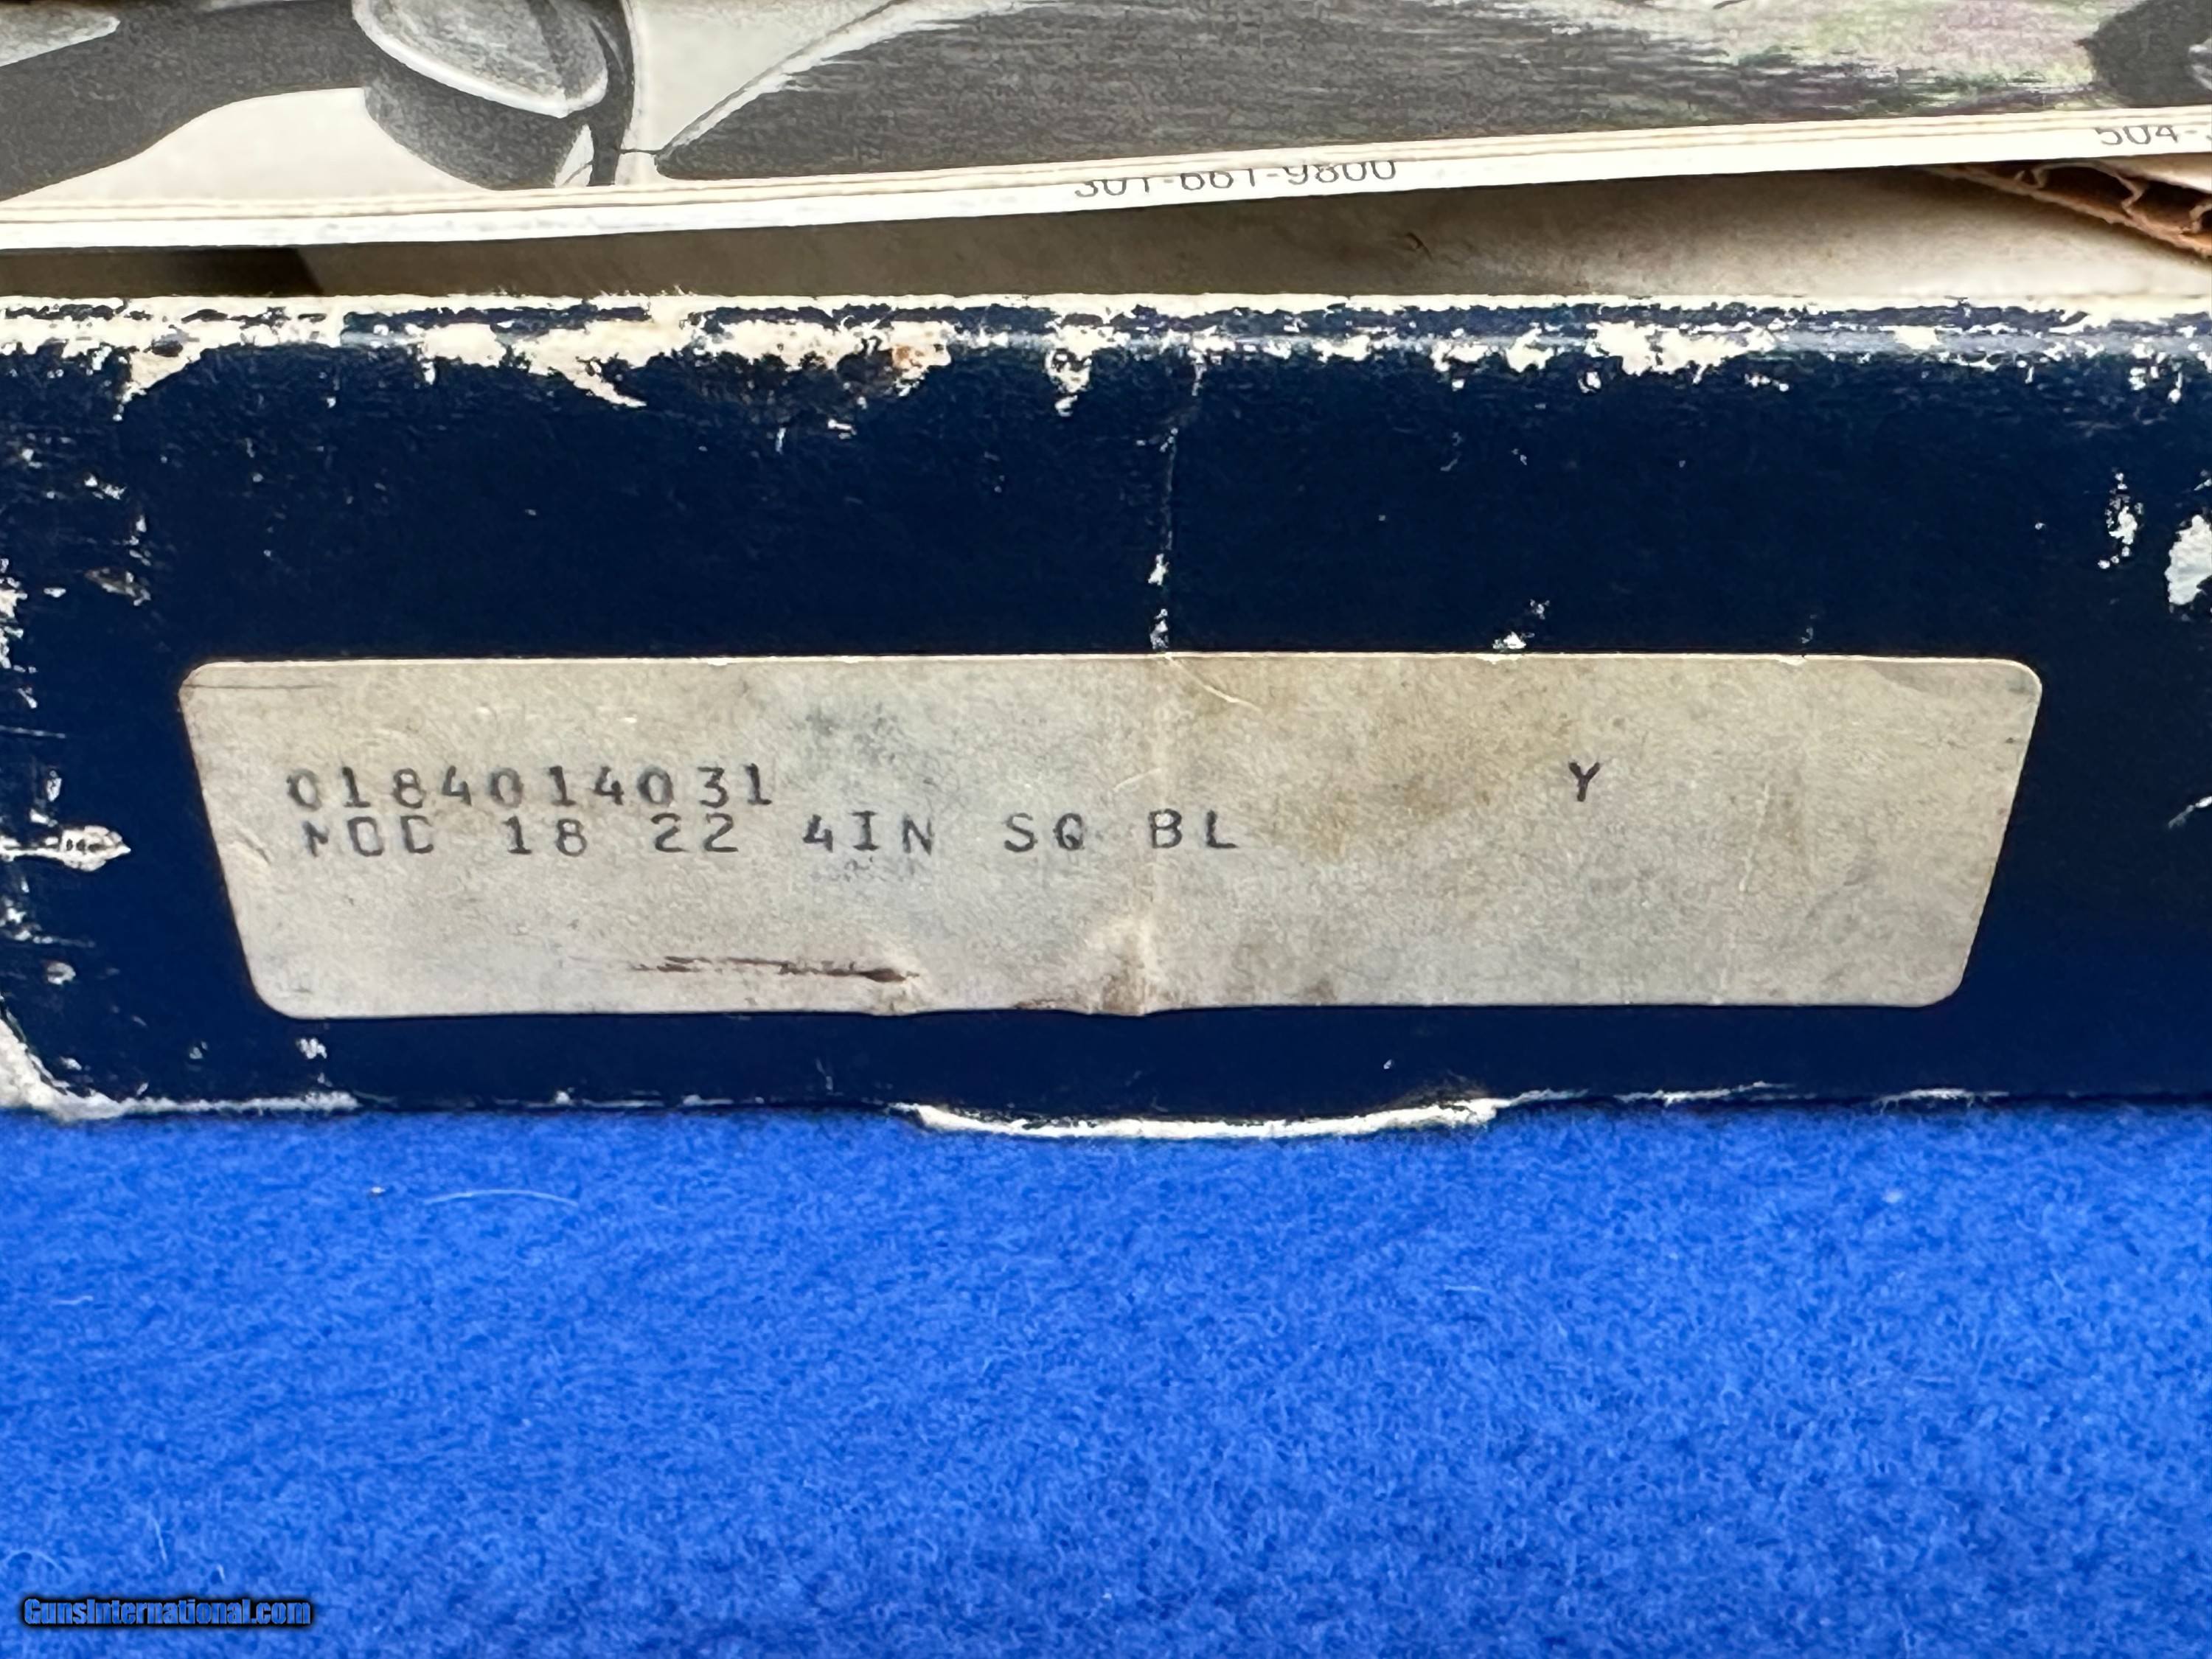 504-
301-661-9800
0184014031 Y
MOD 18 22 4IN SQ BL
GunsInternational.com